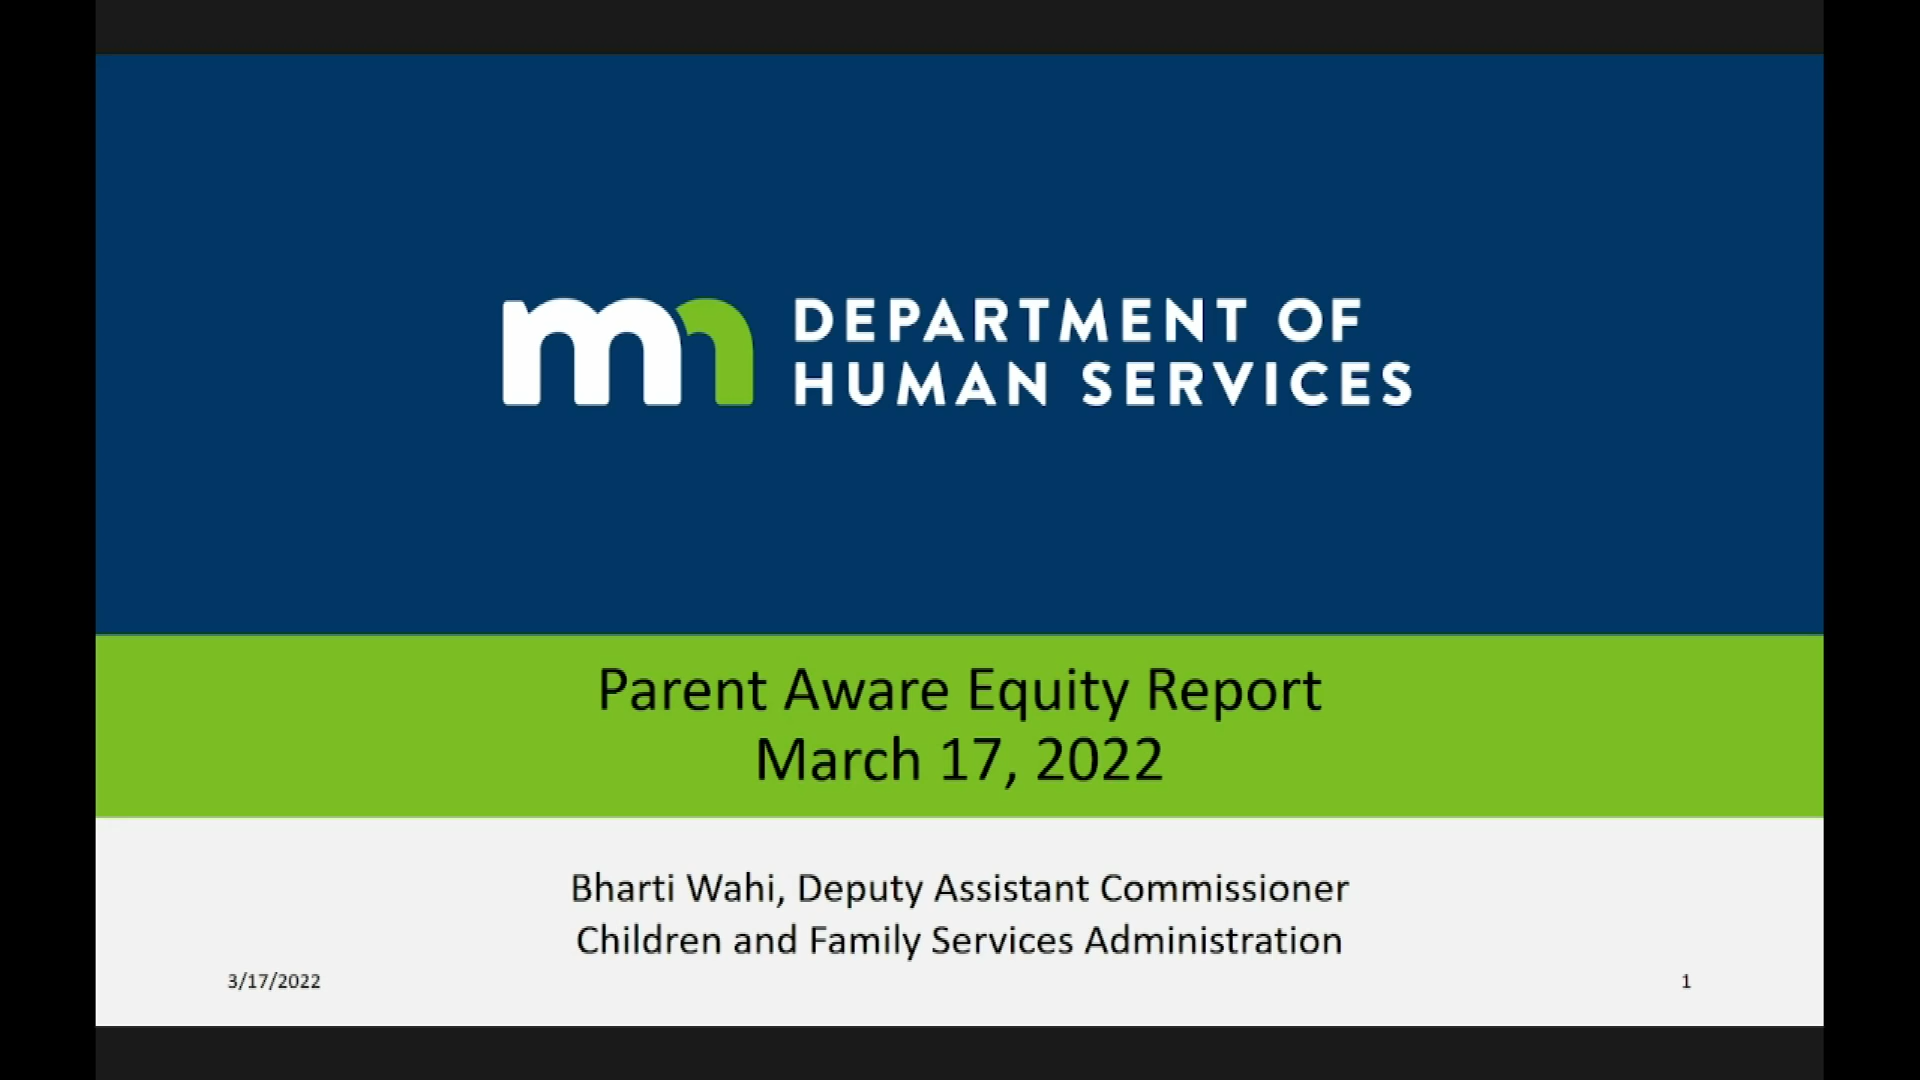 mn
DEPARTMENT OF
HUMAN SERVICES
Parent Aware Equity Report
March 17, 2022
Bharti Wahi, Deputy Assistant Commissioner
Children and Family Services Administration
3/17/2022
1